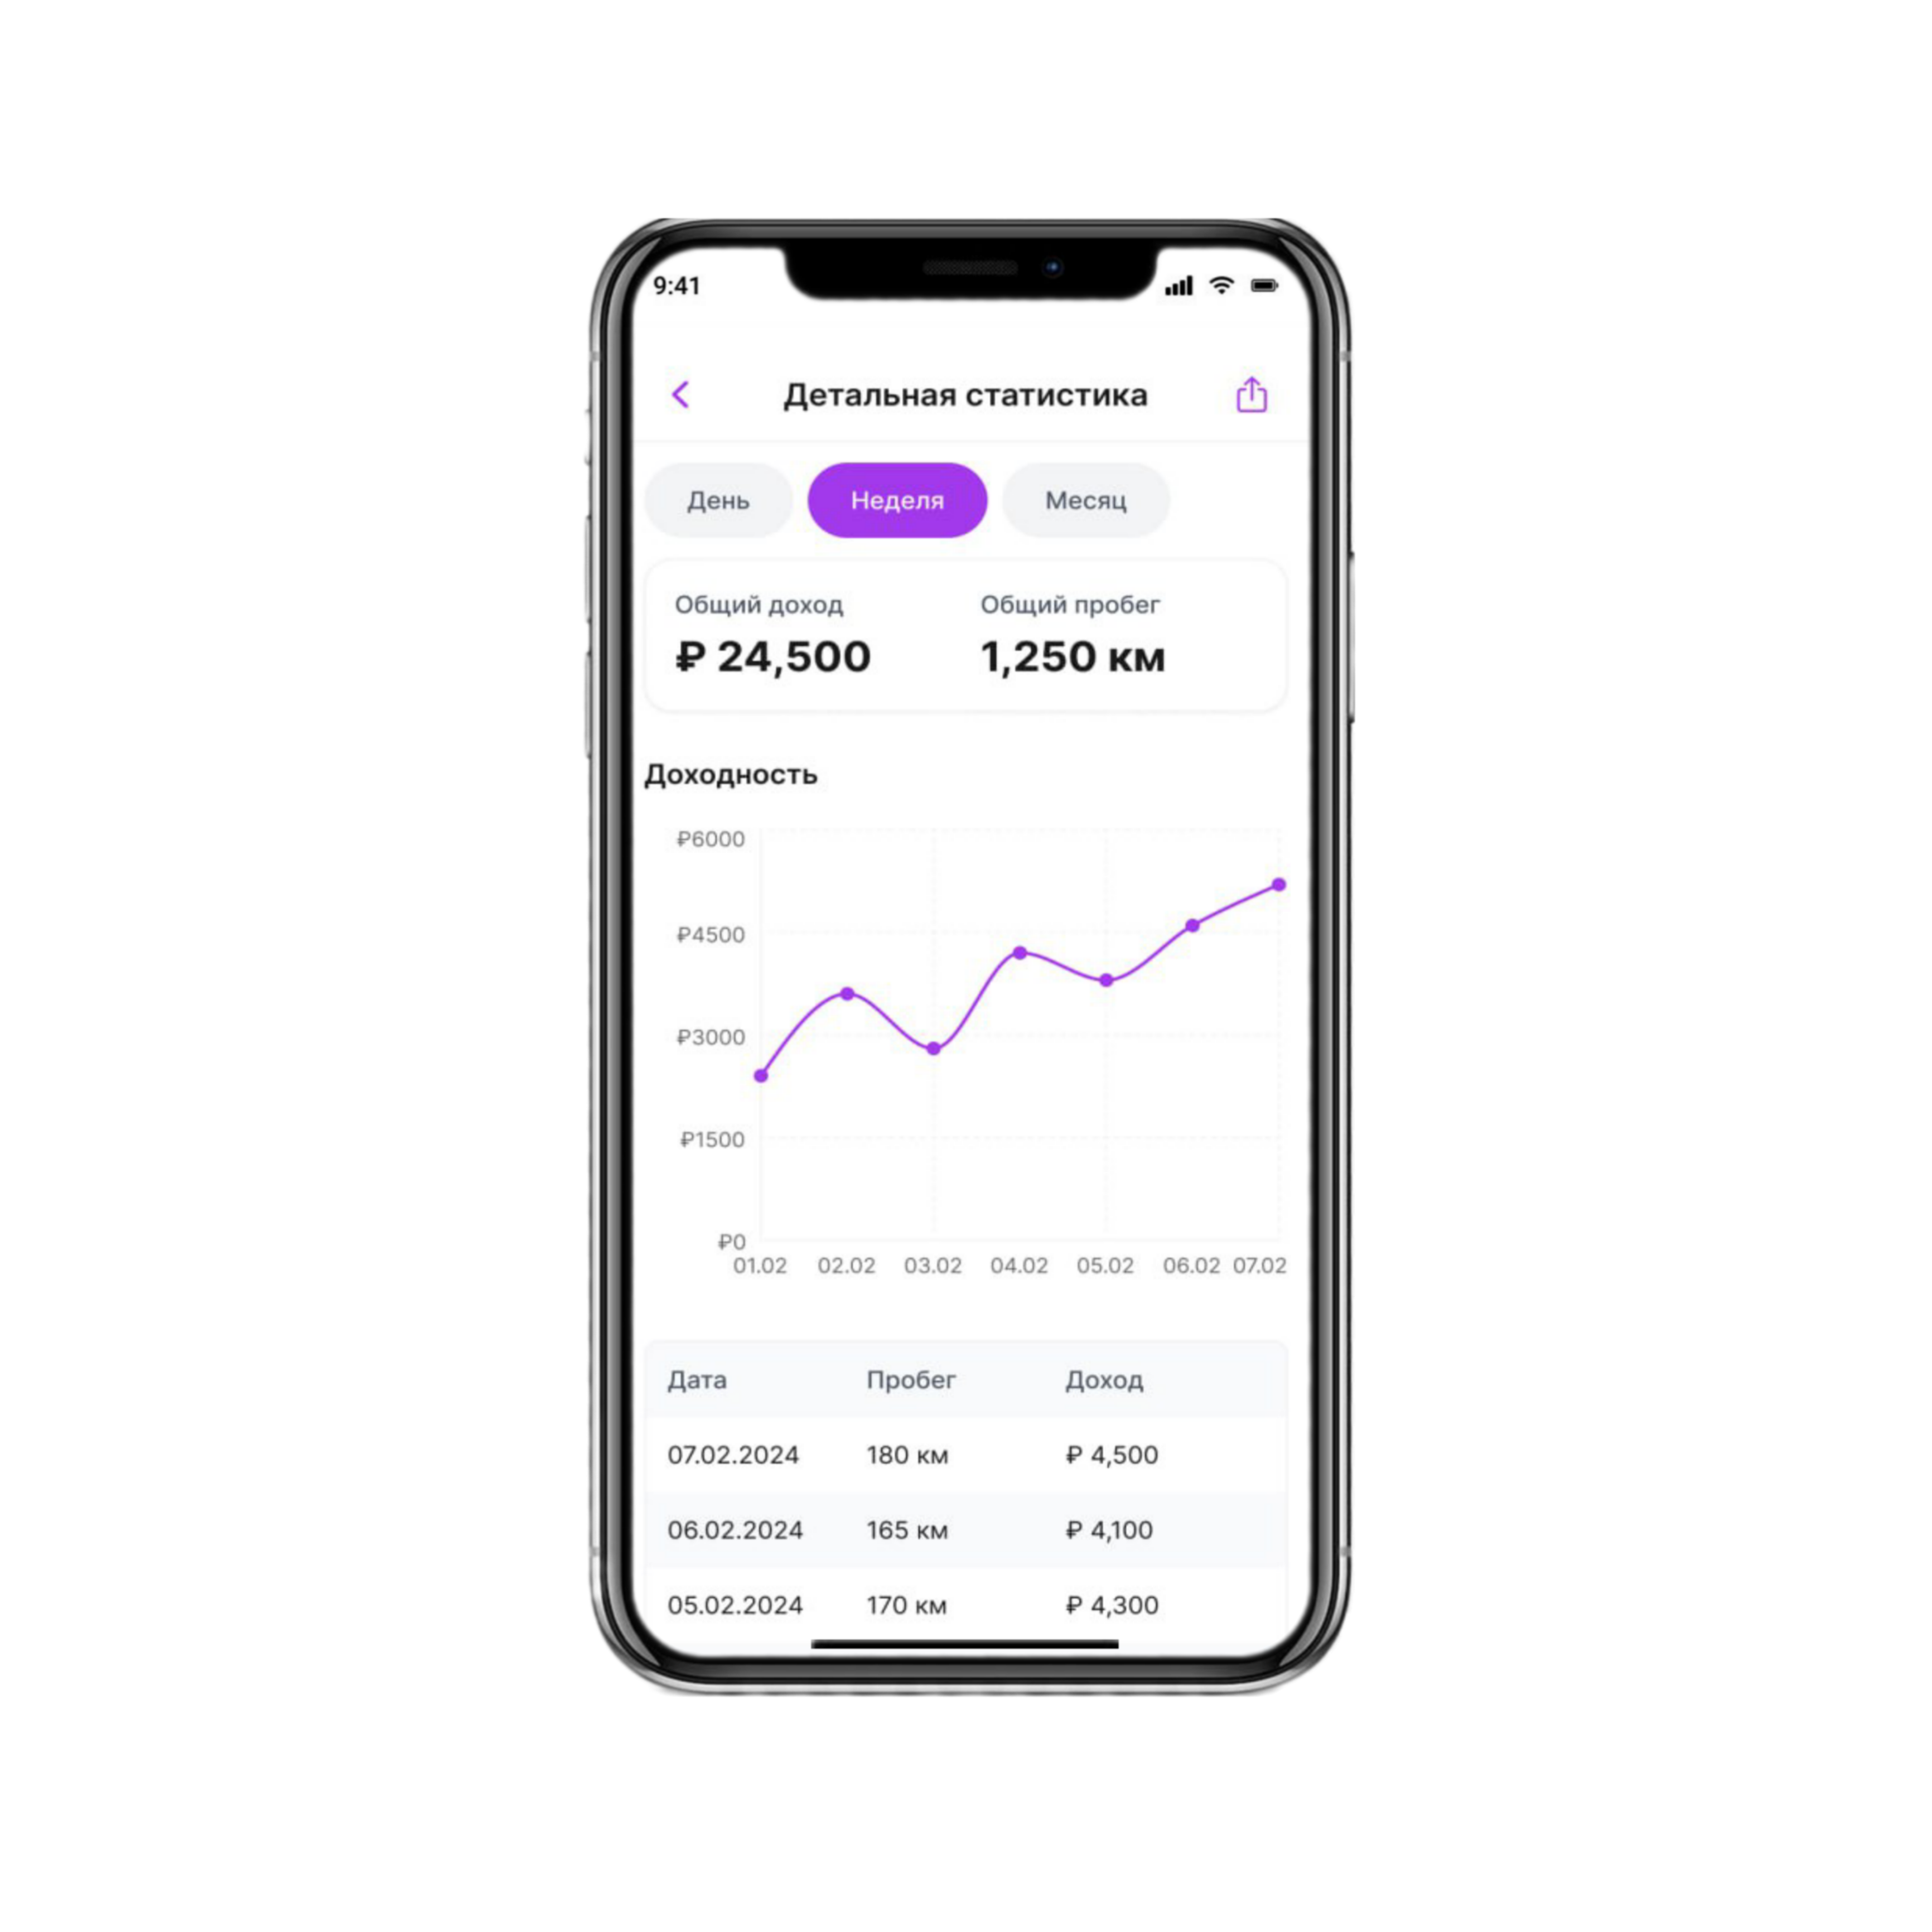 9:41
Детальная статистика
День Неделя Месяц
Общий доход Общий пробег
₽ 24,500 1,250 км
Доходность
₽6000
₽4500
₽3000
₽1500
₽0
01.02 02.02 03.02 04.02 05.02 06.02 07.02
Дата Пробег Доход
07.02.2024 180 км ₽ 4,500
06.02.2024 165 км ₽ 4,100
05.02.2024 170 км ₽ 4,300